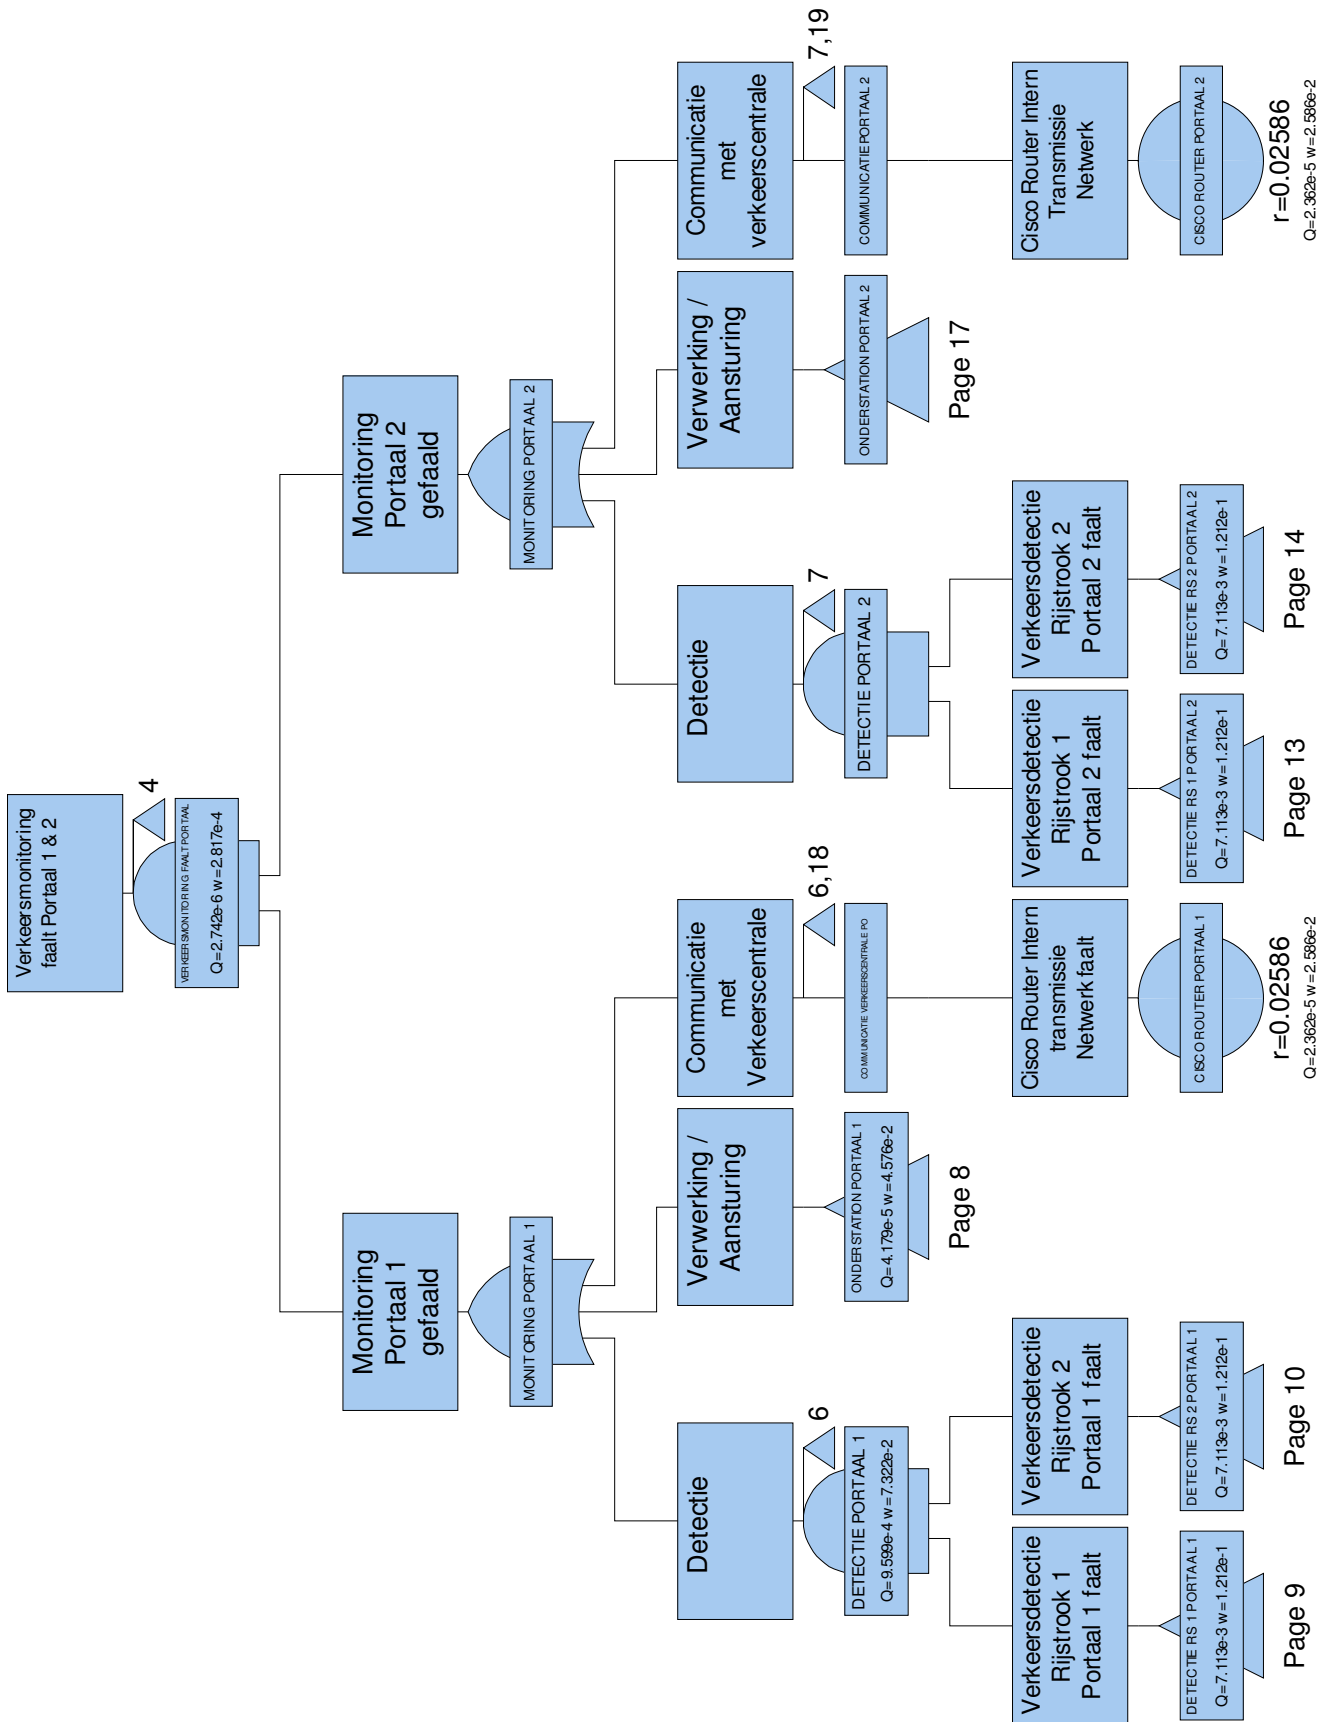 Verkeersmonitoring
faalt Portaal 1 & 2
4
VERKEERSMONITORING FAALT PORTAAL
Q=2.742e-6 w=2.817e-4
Monitoring
Portaal 1
gefaald
MONITORING PORTAAL 1
Monitoring
Portaal 2
gefaald
MONITORING PORTAAL 2
Detectie
6
DETECTIE PORTAAL 1
Q=9.599e-4 w=7.322e-2
Verwerking /
Aansturing
ONDERSTATION PORTAAL 1
Q=4.179e-5 w=4.576e-2
Page 8
Communicatie
met
Verkeerscentrale
6,18
COMMUNICATIE VERKEERSCENTRALE PO
Detectie
7
DETECTIE PORTAAL 2
Verwerking /
Aansturing
ONDERSTATION PORTAAL 2
Page 17
Communicatie
met
verkeerscentrale
7,19
COMMUNICATIE PORTAAL 2
Verkeersdetectie
Rijstrook 1
Portaal 1 faalt
DETECTIE RS 1 PORTAAL 1
Q=7.113e-3 w=1.212e-1
Page 9
Verkeersdetectie
Rijstrook 2
Portaal 1 faalt
DETECTIE RS 2 PORTAAL 1
Q=7.113e-3 w=1.212e-1
Page 10
Cisco Router Intern
transmissie
Netwerk faalt
CISCO ROUTER PORTAAL 1
r=0.02586
Q=2.362e-5 w=2.586e-2
Verkeersdetectie
Rijstrook 1
Portaal 2 faalt
DETECTIE RS 1 PORTAAL 2
Q=7.113e-3 w=1.212e-1
Page 13
Verkeersdetectie
Rijstrook 2
Portaal 2 faalt
DETECTIE RS 2 PORTAAL 2
Q=7.113e-3 w=1.212e-1
Page 14
Cisco Router Intern
Transmissie
Netwerk
CISCO ROUTER PORTAAL 2
r=0.02586
Q=2.362e-5 w=2.586e-2